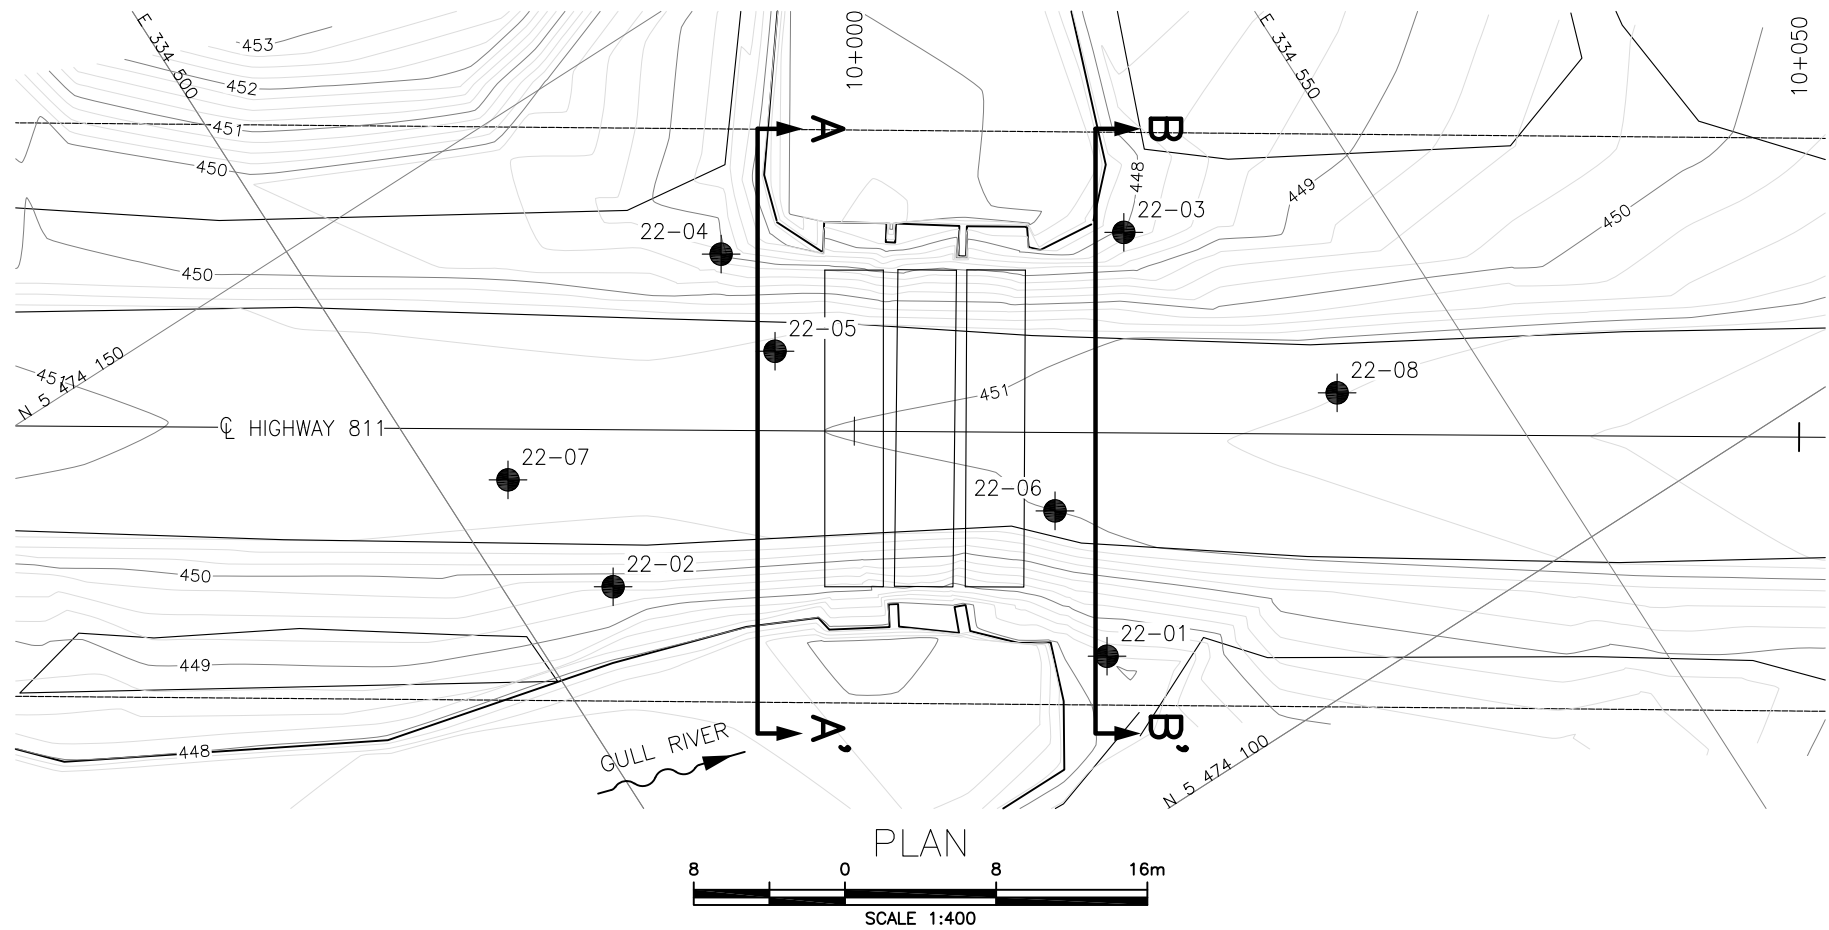 E 334 500
10+000
E 334 550
10+050
453
452
451
450
A
B
448
449
450
22-04
22-03
450
22-05
22-08
451
N 5 474 150
451
℄ HIGHWAY 811
22-07
22-06
22-02
450
22-01
449
448
GULL RIVER
A'
B'
N 5 474 100
PLAN
8 0 8 16m
SCALE 1:400